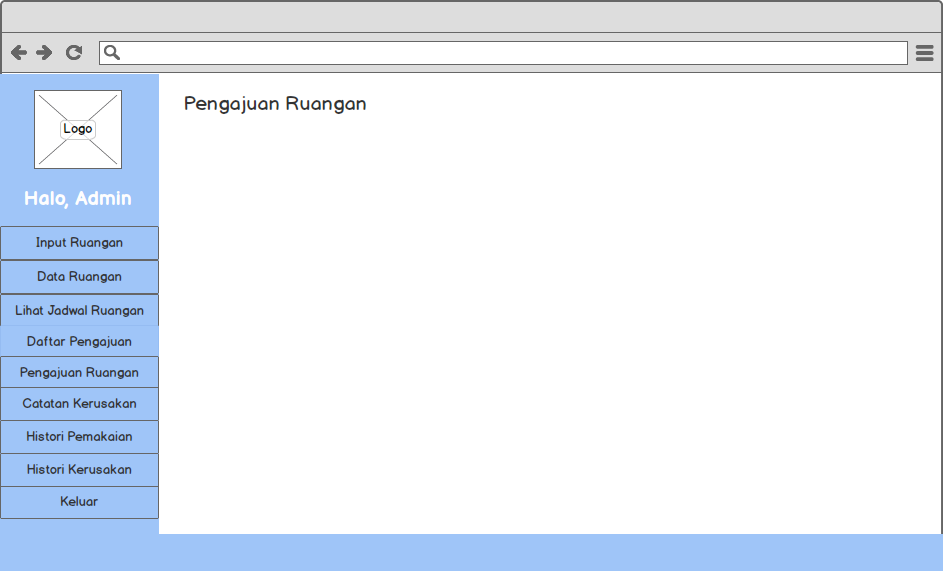 Logo
Halo, Admin
Input Ruangan
Data Ruangan
Lihat Jadwal Ruangan
Daftar Pengajuan
Pengajuan Ruangan
Catatan Kerusakan
Histori Pemakaian
Histori Kerusakan
Keluar
Pengajuan Ruangan